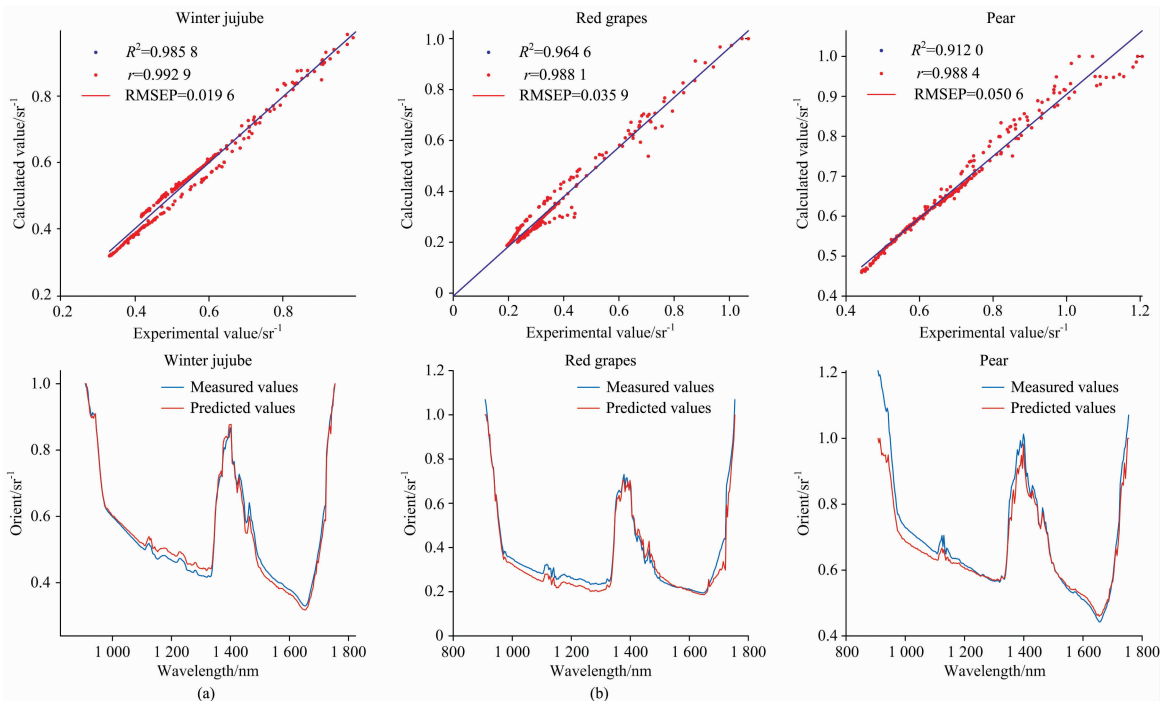 Winter jujube
R²=0.985 8
r=0.992 9
RMSEP=0.019 6
Calculated value/sr⁻¹
0.8
0.6
0.4
0.2
0.2
0.4
0.6
0.8
Experimental value/sr⁻¹
Red grapes
R²=0.964 6
r=0.988 1
RMSEP=0.035 9
Calculated value/sr⁻¹
1.0
0.8
0.6
0.4
0.2
0
0
0.2
0.4
0.6
0.8
1.0
Experimental value/sr⁻¹
Pear
R²=0.912 0
r=0.988 4
RMSEP=0.050 6
Calculated value/sr⁻¹
1.0
0.9
0.8
0.7
0.6
0.5
0.4
0.4
0.6
0.8
1.0
1.2
Experimental value/sr⁻¹
Winter jujube
Measured values
Predicted values
Orient/sr⁻¹
1.0
0.8
0.6
0.4
1 000
1 200
1 400
1 600
1 800
Wavelength/nm
(a)
Red grapes
Measured values
Predicted values
Orient/sr⁻¹
1.2
1.0
0.8
0.6
0.4
0.2
0
1 000
1 200
1 400
1 600
1 800
Wavelength/nm
(b)
Pear
Measured values
Predicted values
Orient/sr⁻¹
1.2
1.0
0.8
0.6
0.4
800
1 000
1 200
1 400
1 600
1 800
Wavelength/nm